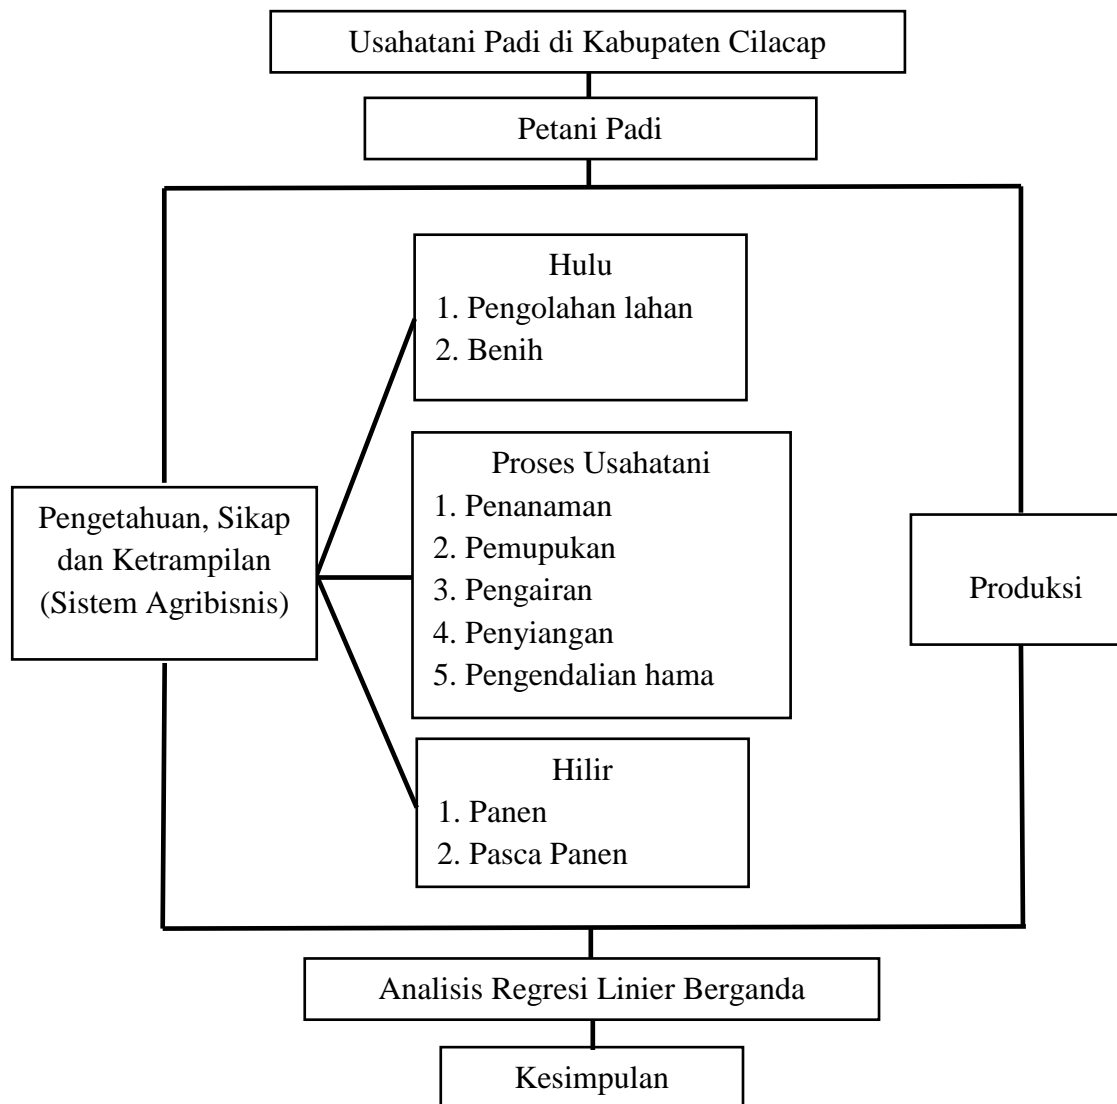 Usahatani Padi di Kabupaten Cilacap
Petani Padi
Hulu
1. Pengolahan lahan
2. Benih
Proses Usahatani
1. Penanaman
2. Pemupukan
3. Pengairan
4. Penyiangan
5. Pengendalian hama
Pengetahuan, Sikap
dan Ketrampilan
(Sistem Agribisnis)
Produksi
Hilir
1. Panen
2. Pasca Panen
Analisis Regresi Linier Berganda
Kesimpulan